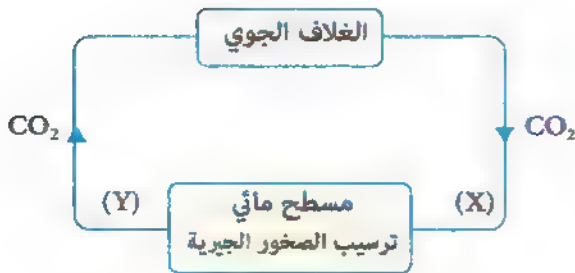 الغلاف الجوي
CO₂
CO₂
(X)
مسطح مائي
(Y)
ترسيب الصخور الجيرية